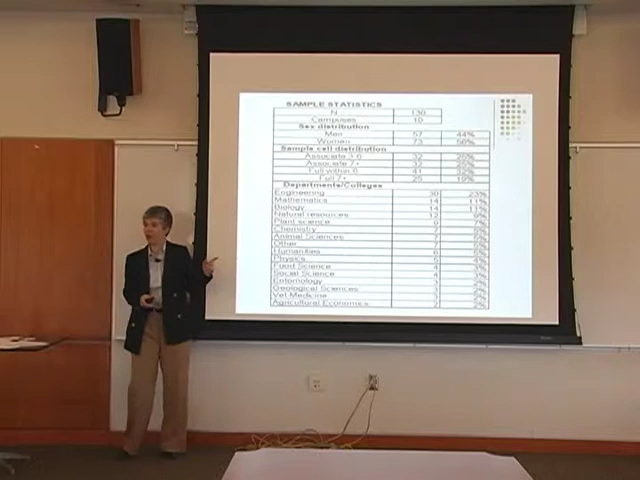 SAMPLE STATISTICS
N 130
Campuses 10
Sex distribution
Men 57 44%
Women 73 56%
Sample cell distribution
Associate 3-6 32 25%
Associate 7+ 32 25%
Full within 6 41 32%
Full 7+ 25 19%
Departments/Colleges
Engineering 30 23%
Mathematics 14 11%
Biology 14 11%
Natural resources 12 9%
Plant science 9
Chemistry 7 5%
Animal Sciences 7 5%
Other 7 5%
Humanities 6
Physics 5 4%
Food Science 4 3%
Social Science 4 3%
Entomology 3 2%
Geological Sciences 3 2%
Vet Medicine 3 2%
Agricultural Economics 3 2%